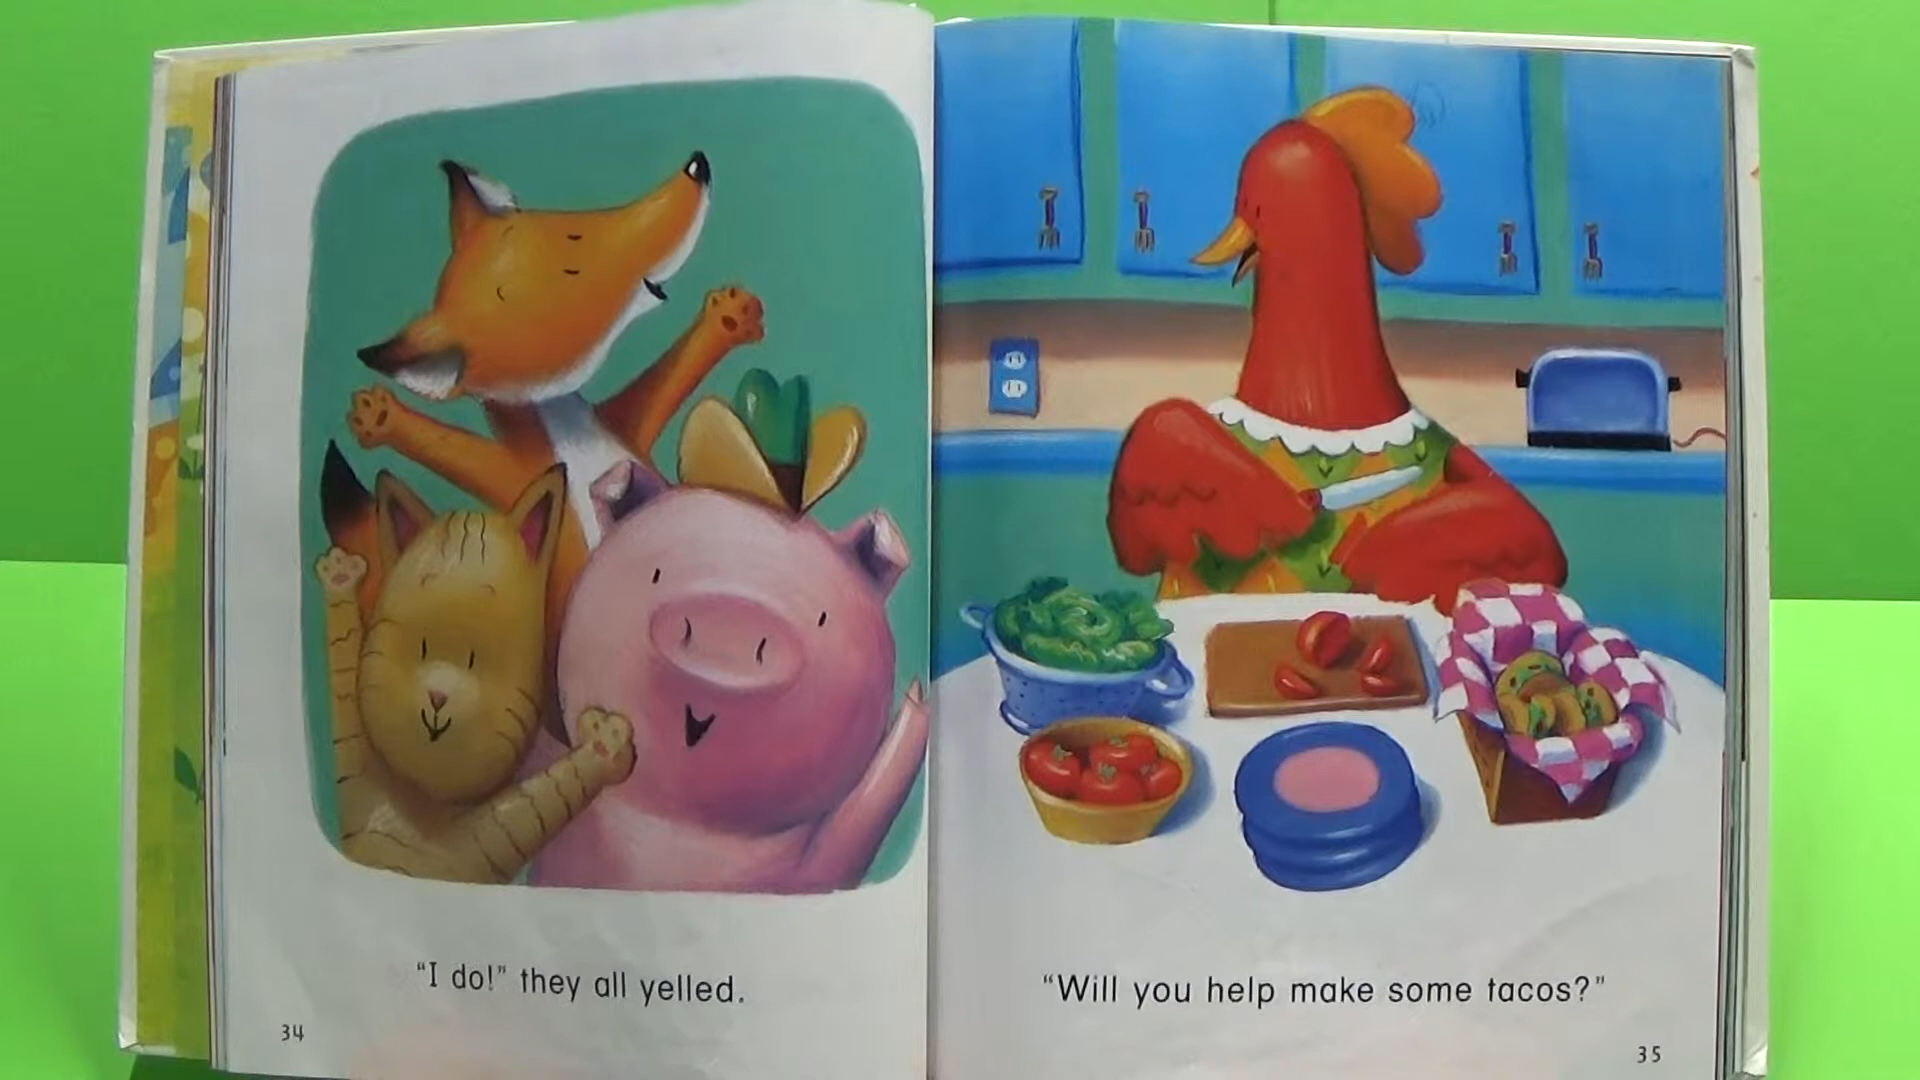 “I do!” they all yelled.
34
“Will you help make some tacos?”
35